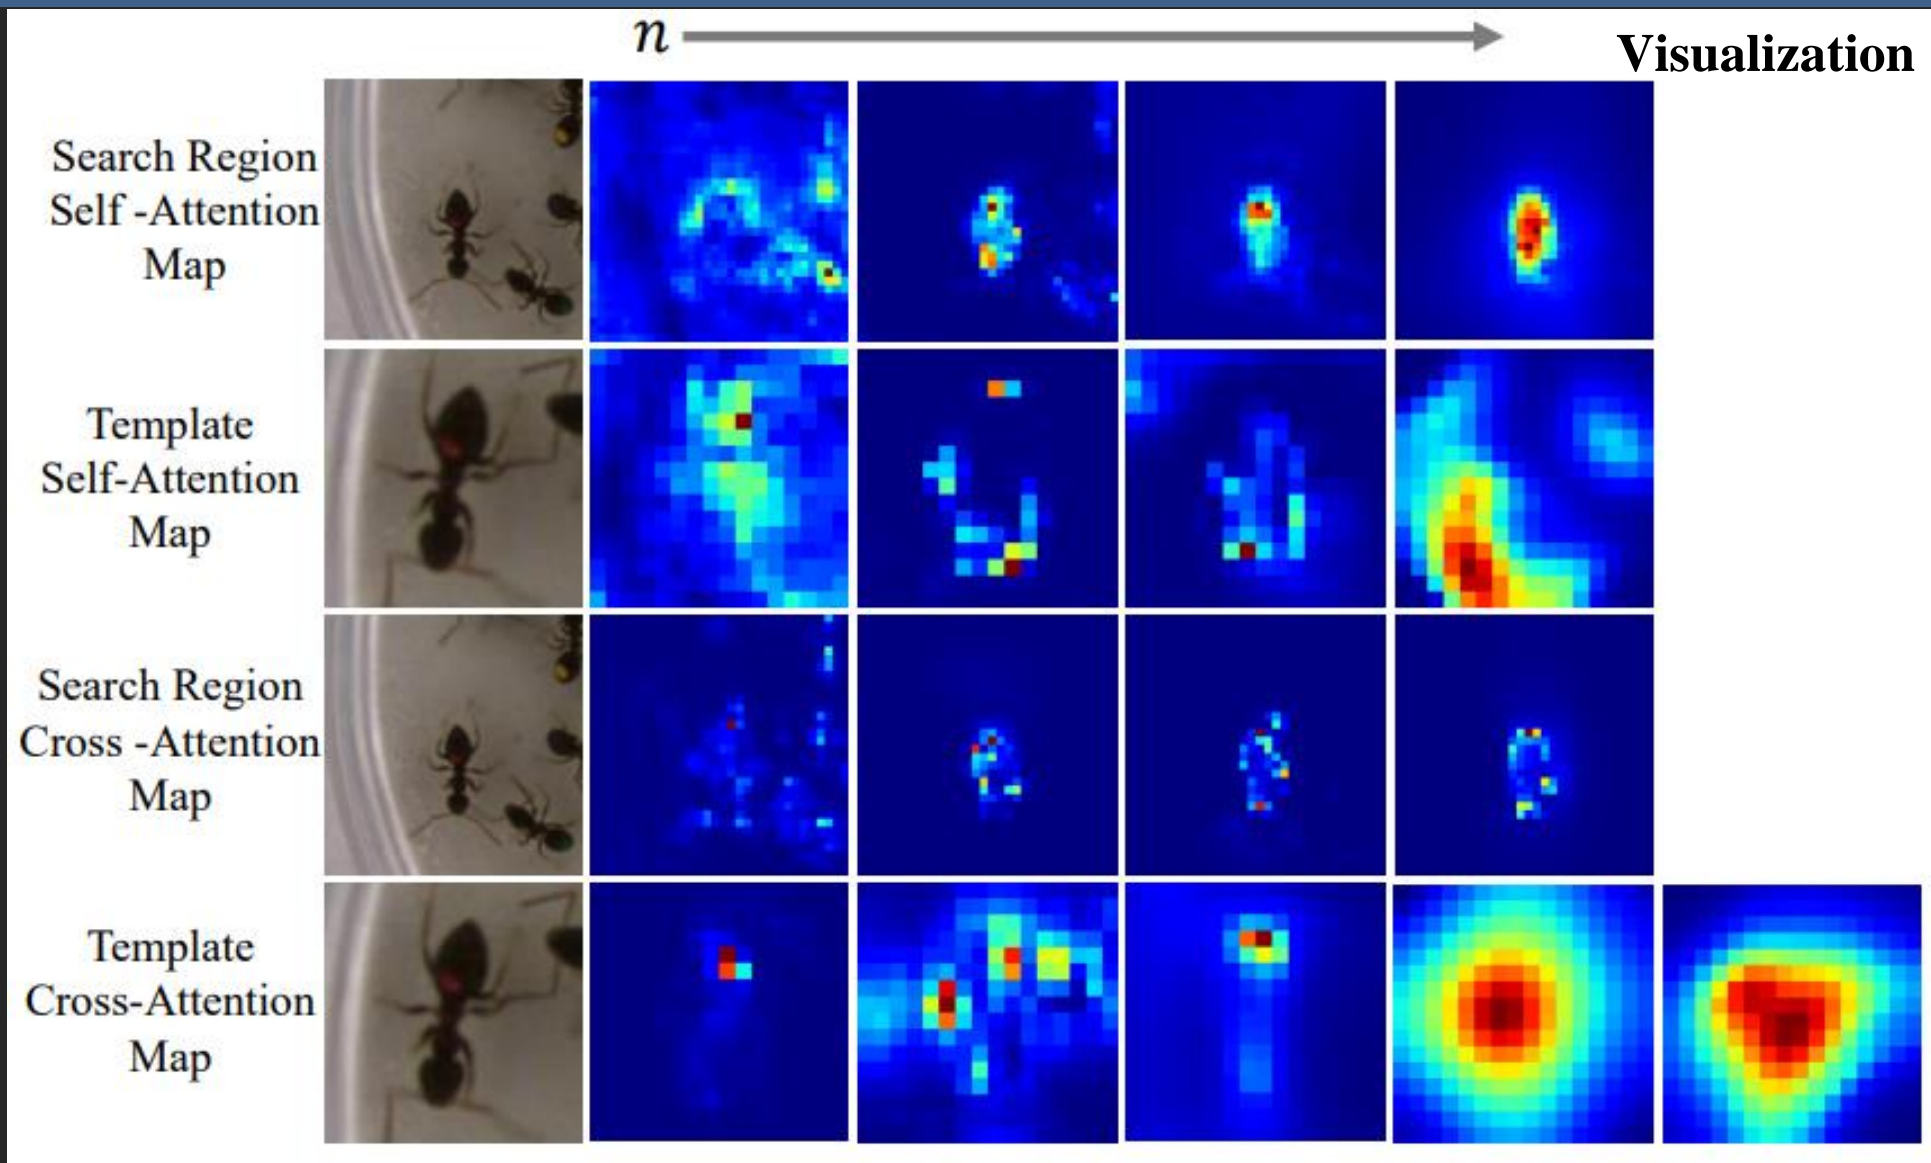 n
Visualization
Search Region
Self -Attention
Map
Template
Self-Attention
Map
Search Region
Cross -Attention
Map
Template
Cross-Attention
Map